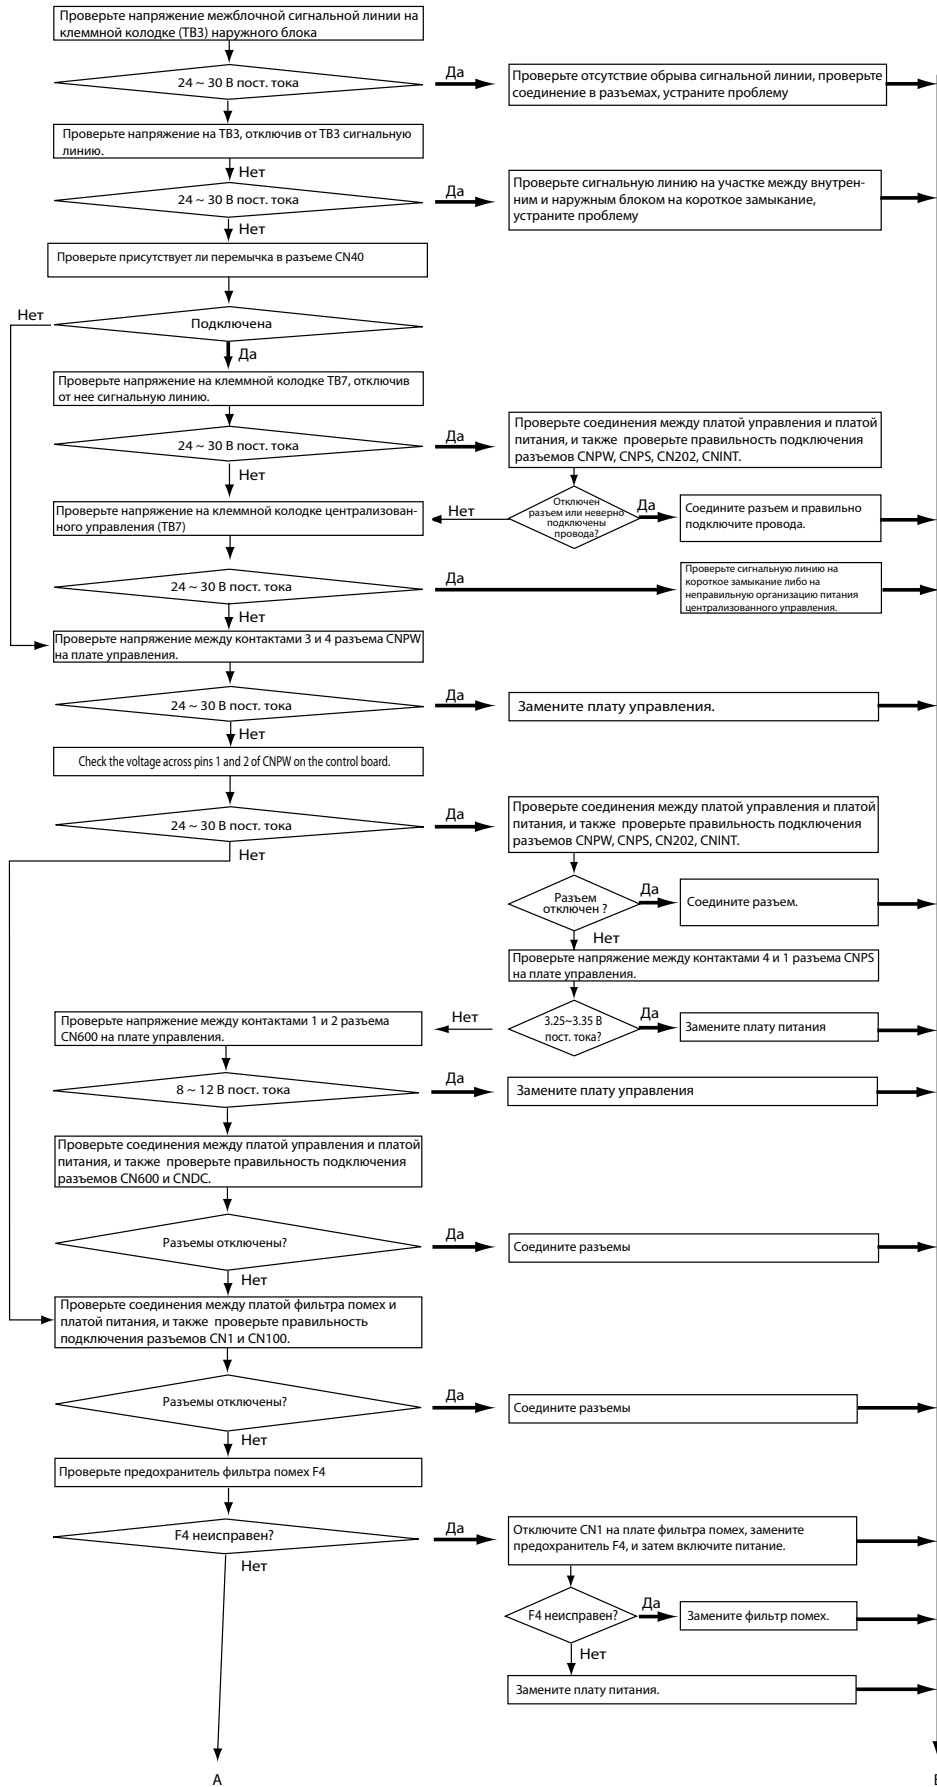 Проверьте напряжение межблочной сигнальной линии на
клеммной колодке (ТВ3) наружного блока
24 ~ 30 В пост. тока
Да
Проверьте отсутствие обрыва сигнальной линии, проверьте
соединение в разъемах, устраните проблему
Проверьте напряжение на ТВ3, отключив от ТВ3 сигнальную
линию.
Нет
24 ~ 30 В пост. тока
Да
Проверьте сигнальную линию на участке между внутрен-
ним и наружным блоком на короткое замыкание,
устраните проблему
Нет
Проверьте присутствует ли перемычка в разъеме CN40
Нет
Подключена
Да
Проверьте напряжение на клеммной колодке ТВ7, отключив
от нее сигнальную линию.
24 ~ 30 В пост. тока
Да
Проверьте соединения между платой управления и платой
питания, и также проверьте правильность подключения
разъемов CNPW, CNPS, CN202, CNINT.
Нет
Проверьте напряжение на клеммной колодке централизован-
ного управления (ТВ7)
Нет
Отключен
разъем или неверно
подключены
провода?
Да
Соедините разъем и правильно
подключите провода.
24 ~ 30 В пост. тока
Да
Проверьте сигнальную линию на
короткое замыкание либо на
неправильную организацию питания
централизованного управления.
Нет
Проверьте напряжение между контактами 3 и 4 разъема CNPW
на плате управления.
24 ~ 30 В пост. тока
Да
Замените плату управления.
Нет
Check the voltage across pins 1 and 2 of CNPW on the control board.
24 ~ 30 В пост. тока
Да
Проверьте соединения между платой управления и платой
питания, и также проверьте правильность подключения
разъемов CNPW, CNPS, CN202, CNINT.
Нет
Разъем
отключен ?
Да
Соедините разъем.
Нет
Проверьте напряжение между контактами 4 и 1 разъема CNPS
на плате управления.
Проверьте напряжение между контактами 1 и 2 разъема
CN600 на плате управления.
Нет
3.25~3.35 В
пост. тока?
Да
Замените плату питания
8 ~ 12 В пост. тока
Да
Замените плату управления
Проверьте соединения между платой управления и платой
питания, и также проверьте правильность подключения
разъемов CN600 и CNDC.
Разъемы отключены?
Да
Соедините разъемы
Нет
Проверьте соединения между платой фильтра помех и
платой питания, и также проверьте правильность
подключения разъемов CN1 и CN100.
Разъемы отключены?
Да
Соедините разъемы
Нет
Проверьте предохранитель фильтра помех F4
F4 неисправен?
Да
Отключите CN1 на плате фильтра помех, замените
предохранитель F4, и затем включите питание.
Нет
F4 неисправен?
Да
Замените фильтр помех.
Нет
Замените плату питания.
A